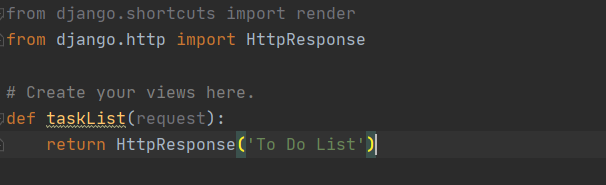 from django.shortcuts import render
from django.http import HttpResponse
# Create your views here.
def taskList(request):
return HttpResponse('To Do List')